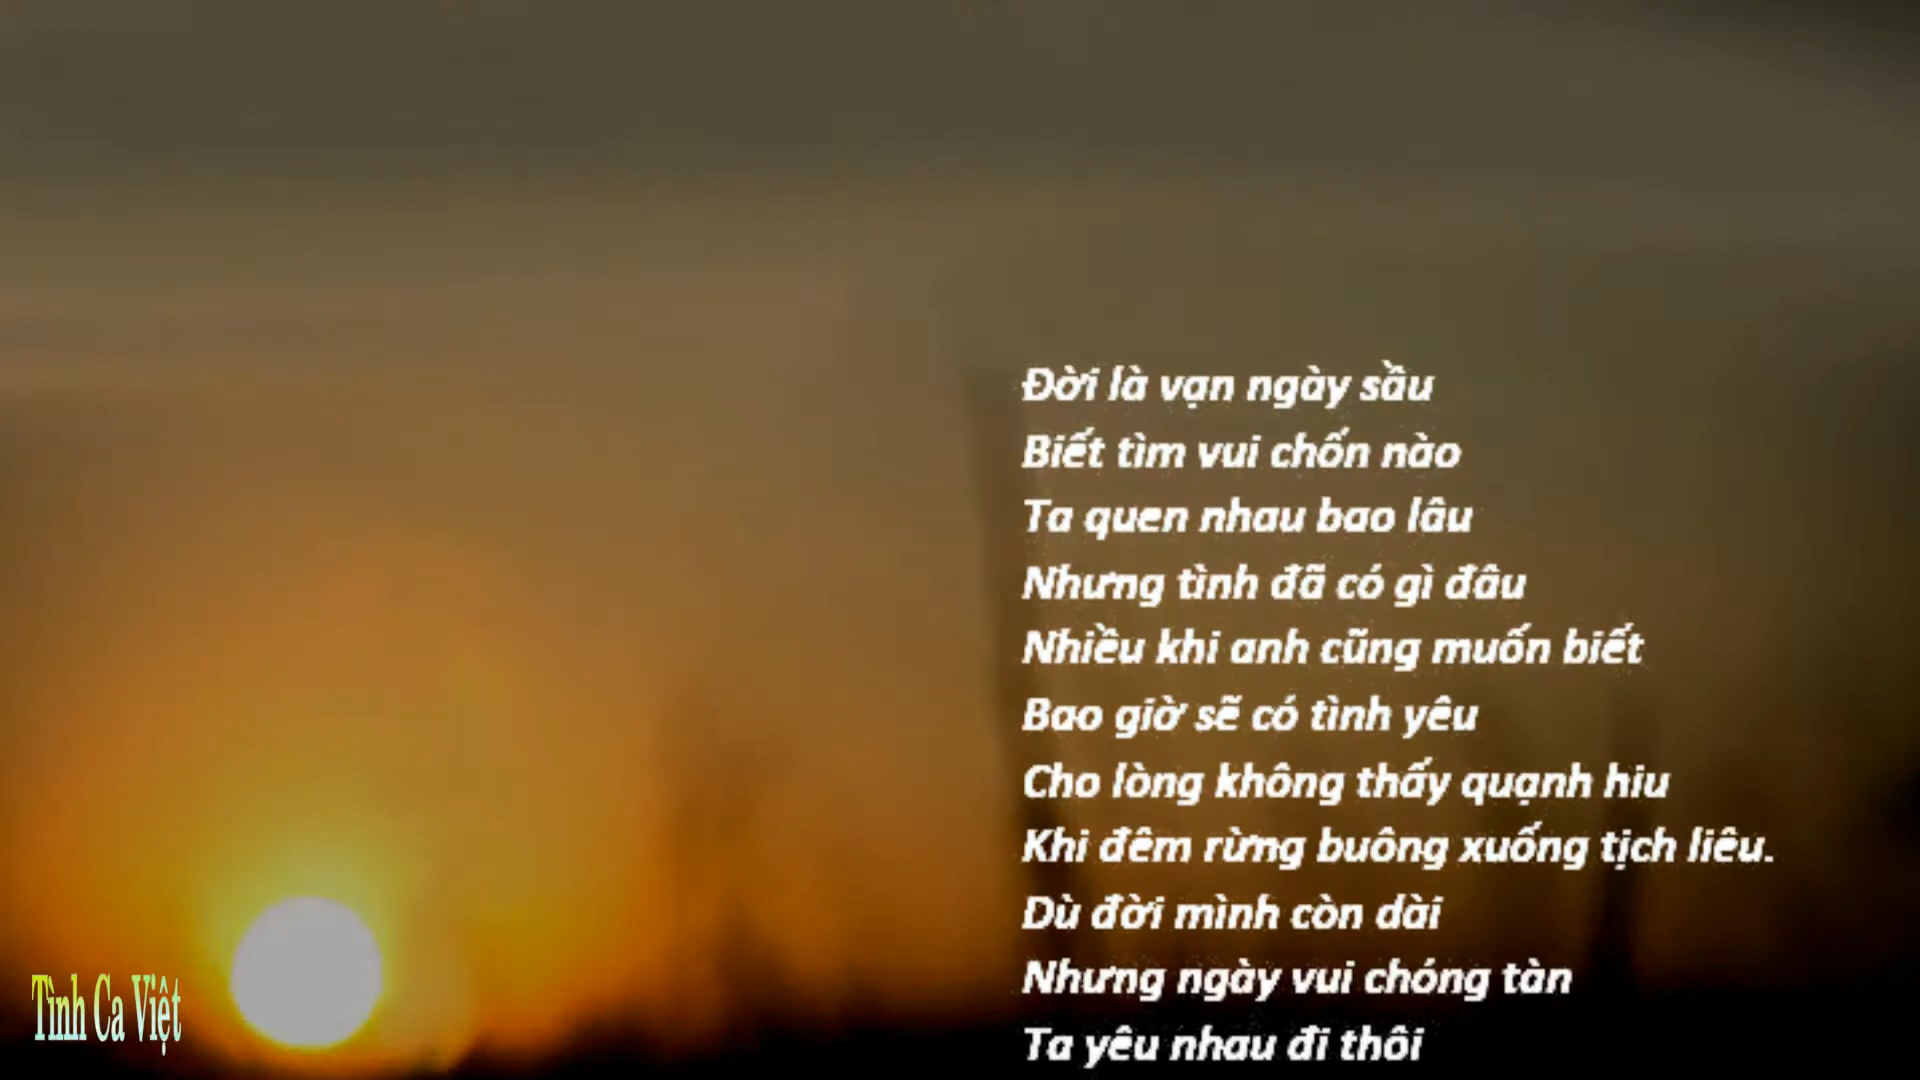 Đời là vạn ngày sầu
Biết tìm vui chốn nào
Ta quen nhau bao lâu
Nhưng tình đã có gì đâu
Nhiều khi anh cũng muốn biết
Bao giờ sẽ có tình yêu
Cho lòng không thấy quạnh hiu
Khi đêm rừng buông xuống tịch liêu.
Dù đời mình còn dài
Nhưng ngày vui chóng tàn
Ta yêu nhau đi thôi
Tình Ca Việt